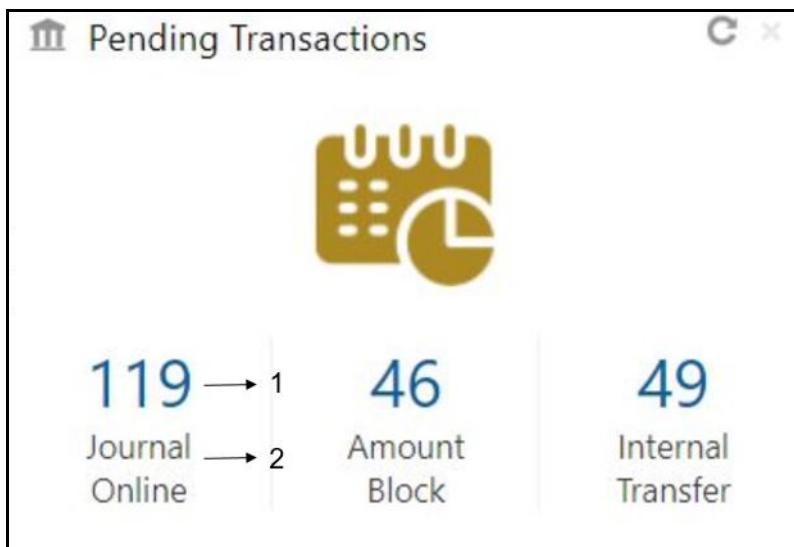 Pending Transactions
119 1 46 49
Journal 2 Amount Internal
Online Block Transfer